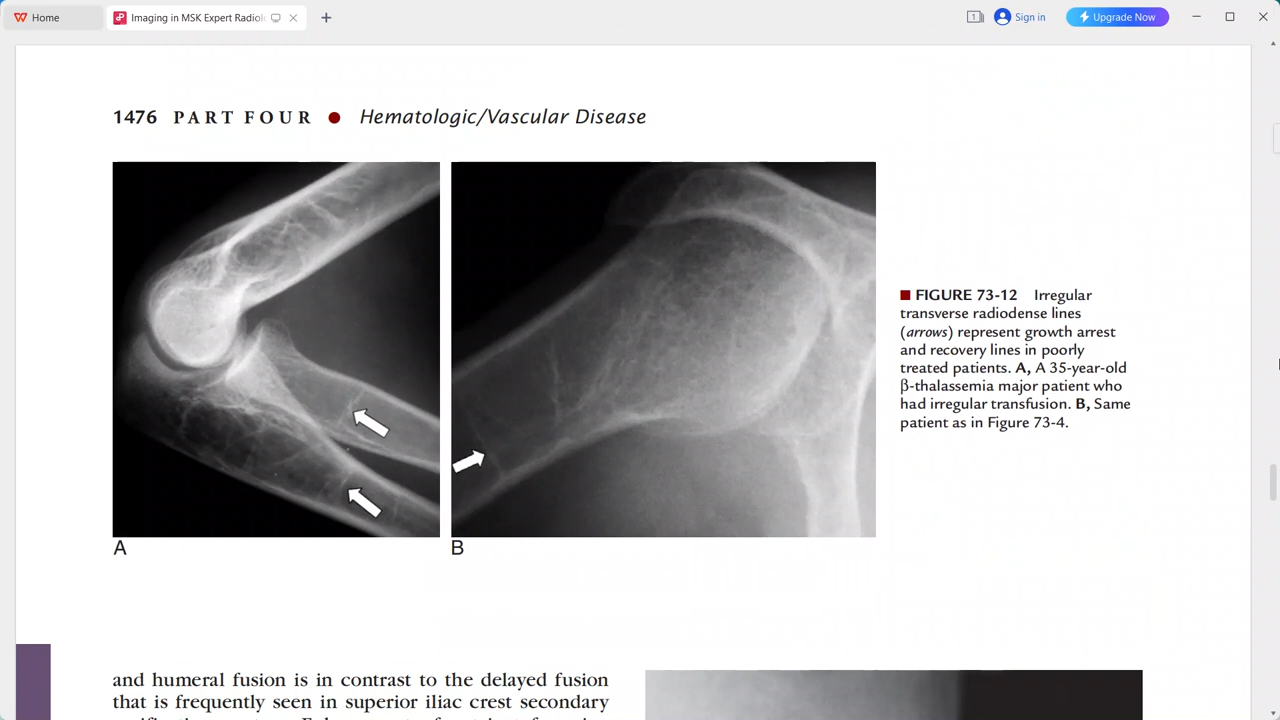 Home
Imaging in MSK Expert Radiol
1
Sign in
Upgrade Now
1476 PART FOUR ● Hematologic/Vascular Disease
A
B
■ FIGURE 73-12 Irregular
transverse radiodense lines
(arrows) represent growth arrest
and recovery lines in poorly
treated patients. A, A 35-year-old
β-thalassemia major patient who
had irregular transfusion. B, Same
patient as in Figure 73-4.
and humeral fusion is in contrast to the delayed fusion
that is frequently seen in superior iliac crest secondary